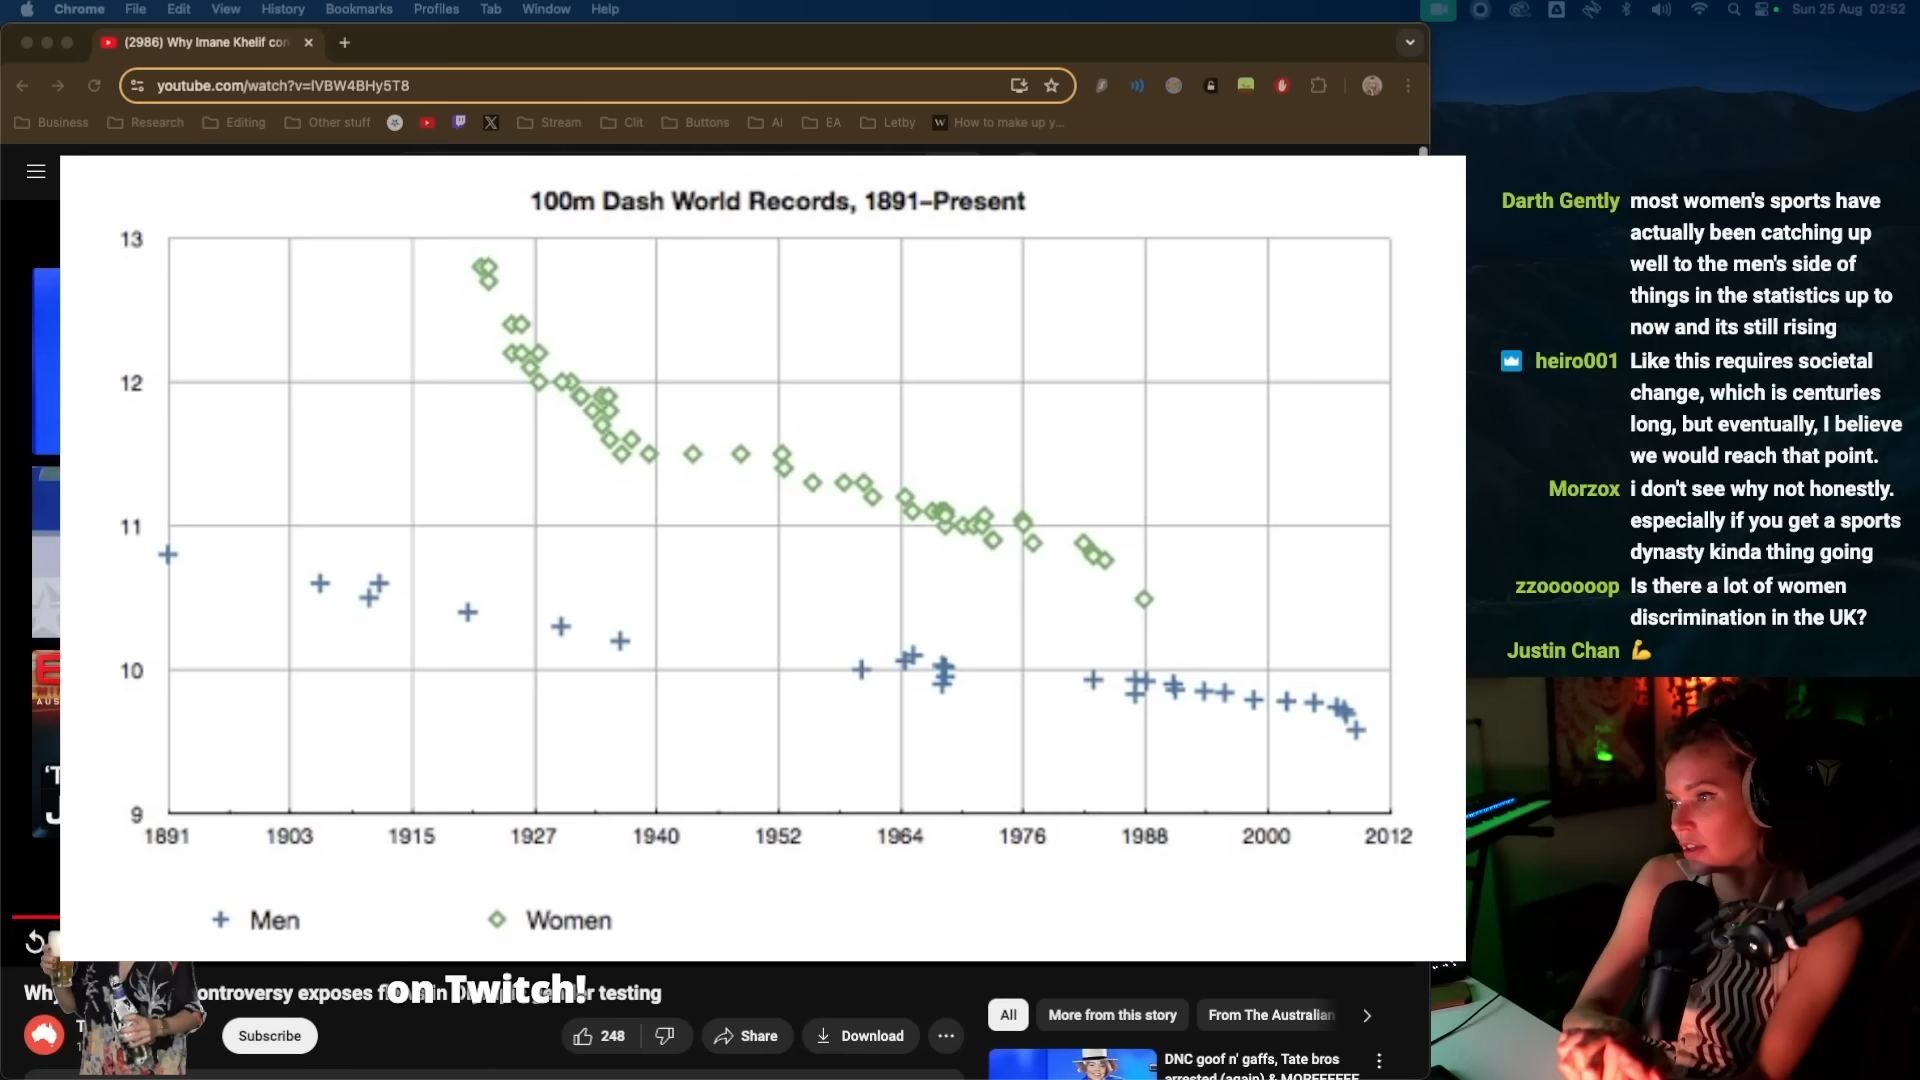 Chrome File Edit View History Bookmarks Profiles Tab Window Help
Sun 25 Aug 02:52
(2986) Why Imane Khelif con
youtube.com/watch?v=IVBW4BHy5T8
Business Research Editing Other stuff Stream Clit Buttons AI EA Letby W How to make up y...
100m Dash World Records, 1891–Present
13
12
11
10
9
1891 1903 1915 1927 1940 1952 1964 1976 1988 2000 2012
Men Women
Darth Gently most women's sports have
actually been catching up
well to the men's side of
things in the statistics up to
now and its still rising
heiro001 Like this requires societal
change, which is centuries
long, but eventually, I believe
we would reach that point.
Morzox i don't see why not honestly.
especially if you get a sports
dynasty kinda thing going
zzoooooop Is there a lot of women
discrimination in the UK?
Justin Chan 💪
on Twitch!
ontroversy exposes
testing
Subscribe
248 Share Download
All More from this story From The Australian
DNC goof n' gaffs, Tate bros
arrested (again) & MOREEEEEE